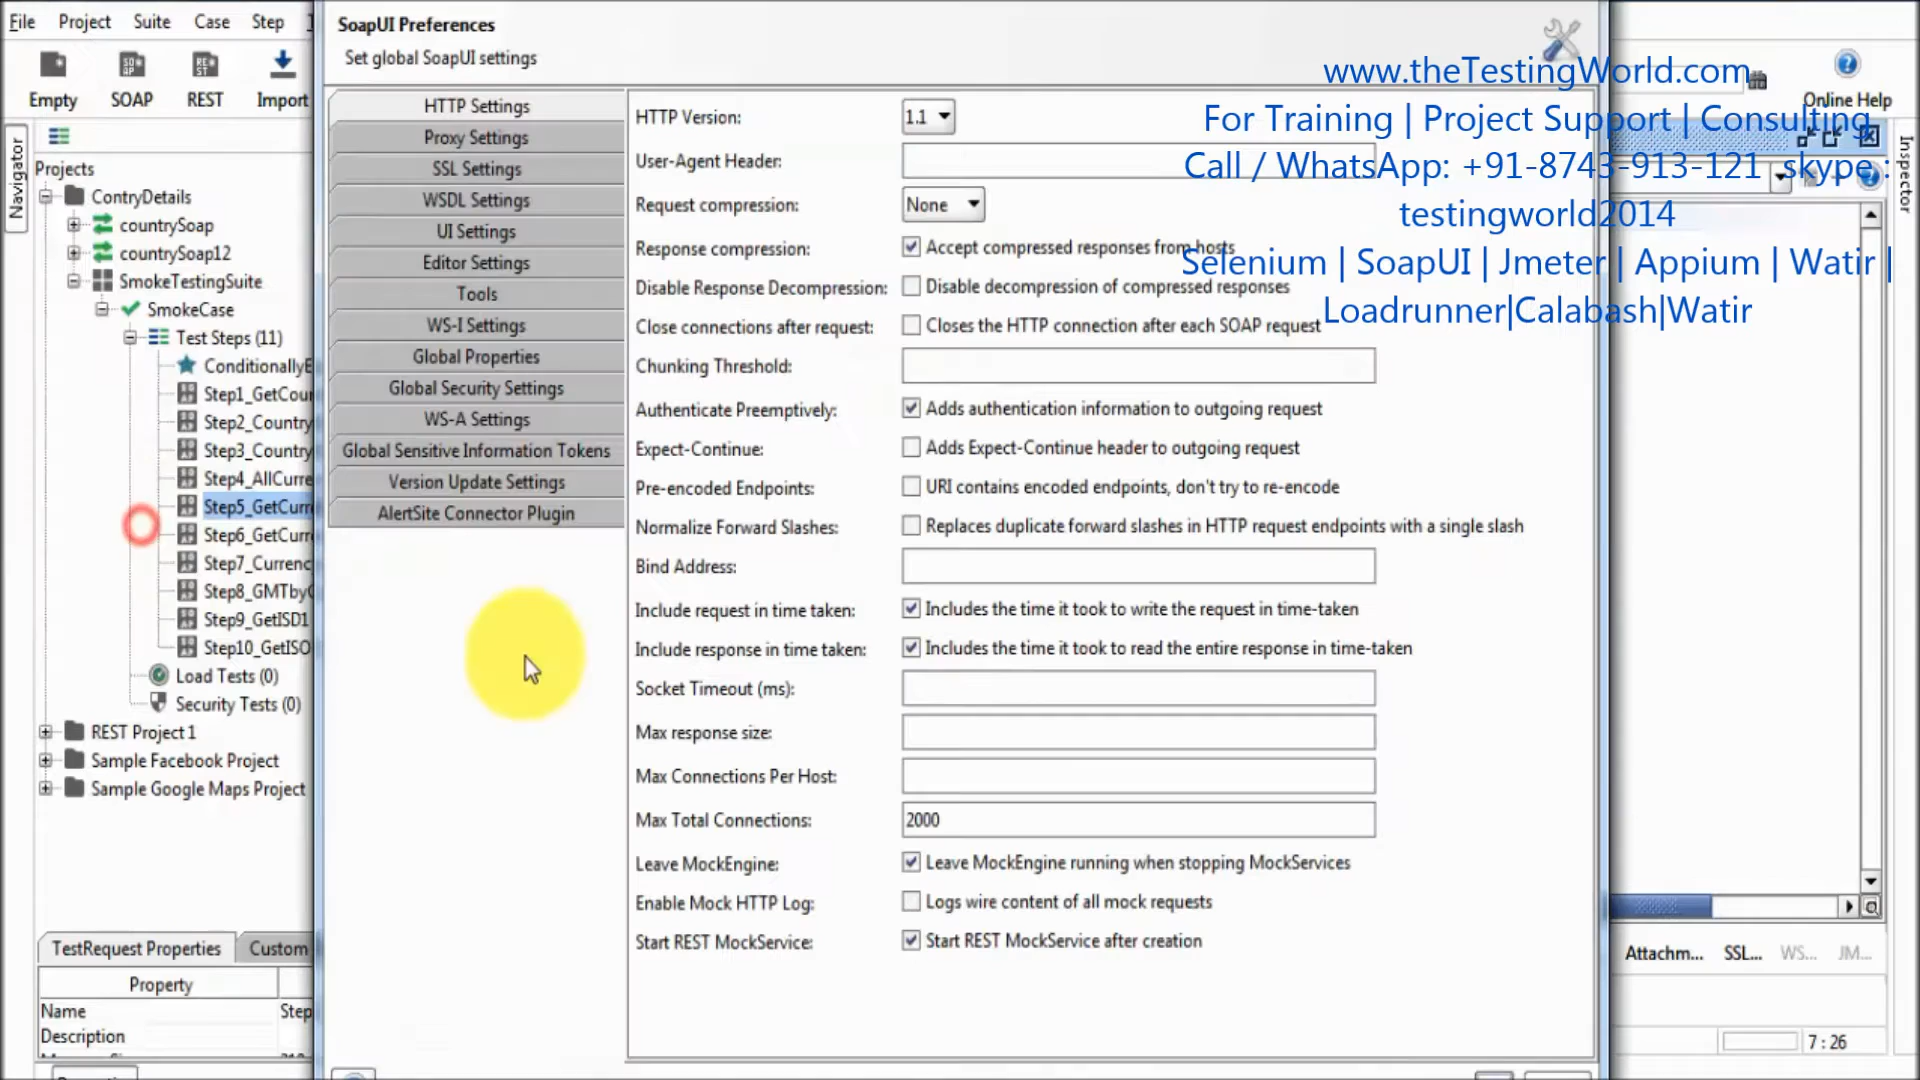 File Project Suite Case Step
Empty SOAP REST Import
Navigator
Projects
ContryDetails
countrySoap
countrySoap12
SmokeTestingSuite
SmokeCase
Test Steps (11)
ConditionallyE
Step1_GetCou
Step2_Country
Step3_Country
Step4_AllCurre
Step5_GetCurr
Step6_GetCurr
Step7_Currenc
Step8_GMTbyC
Step9_GetISD1
Step10_GetISO
Load Tests (0)
Security Tests (0)
REST Project 1
Sample Facebook Project
Sample Google Maps Project
TestRequest Properties Custom
Property
Name Step
Description
SoapUI Preferences
Set global SoapUI settings
HTTP Settings
Proxy Settings
SSL Settings
WSDL Settings
UI Settings
Editor Settings
Tools
WS-I Settings
Global Properties
Global Security Settings
WS-A Settings
Global Sensitive Information Tokens
Version Update Settings
AlertSite Connector Plugin
HTTP Version: 1.1
User-Agent Header:
Request compression: None
Response compression: Accept compressed responses from hosts
Disable Response Decompression: Disable decompression of compressed responses
Close connections after request: Closes the HTTP connection after each SOAP request
Chunking Threshold:
Authenticate Preemptively: Adds authentication information to outgoing request
Expect-Continue: Adds Expect-Continue header to outgoing request
Pre-encoded Endpoints: URI contains encoded endpoints, don't try to re-encode
Normalize Forward Slashes: Replaces duplicate forward slashes in HTTP request endpoints with a single slash
Bind Address:
Include request in time taken: Includes the time it took to write the request in time-taken
Include response in time taken: Includes the time it took to read the entire response in time-taken
Socket Timeout (ms):
Max response size:
Max Connections Per Host:
Max Total Connections: 2000
Leave MockEngine: Leave MockEngine running when stopping MockServices
Enable Mock HTTP Log: Logs wire content of all mock requests
Start REST MockService: Start REST MockService after creation
www.theTestingWorld.com
For Training | Project Support | Consulting
Call / WhatsApp: +91-8743-913-121 skype :
testingworld2014
Selenium | SoapUI | Jmeter | Appium | Watir |
Loadrunner|Calabash|Watir
Online Help
Inspector
Attachm... SSL... WS... JM...
7 : 26